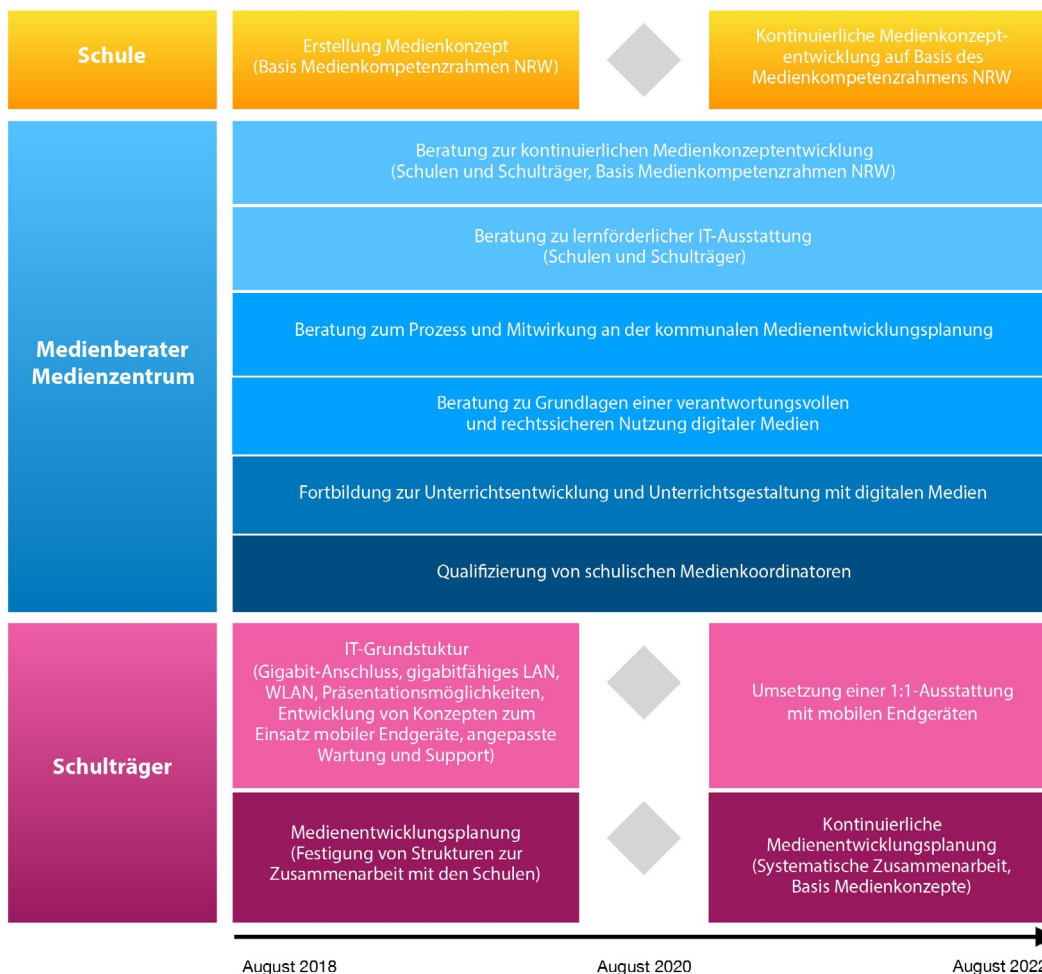 Schule
Erstellung Medienkonzept
(Basis Medienkompetenzrahmen NRW)
Kontinuierliche Medienkonzept-
entwicklung auf Basis des
Medienkompetenzrahmens NRW
Medienberater
Medienzentrum
Beratung zur kontinuierlichen Medienkonzeptentwicklung
(Schulen und Schulträger, Basis Medienkompetenzrahmen NRW)
Beratung zu lernförderlicher IT-Ausstattung
(Schulen und Schulträger)
Beratung zum Prozess und Mitwirkung an der kommunalen Medienentwicklungsplanung
Beratung zu Grundlagen einer verantwortungsvollen
und rechtssicheren Nutzung digitaler Medien
Fortbildung zur Unterrichtsentwicklung und Unterrichtsgestaltung mit digitalen Medien
Qualifizierung von schulischen Medienkoordinatoren
Schulträger
IT-Grundstuktur
(Gigabit-Anschluss, gigabitfähiges LAN,
WLAN, Präsentationsmöglichkeiten,
Entwicklung von Konzepten zum
Einsatz mobiler Endgeräte, angepasste
Wartung und Support)
Umsetzung einer 1:1-Ausstattung
mit mobilen Endgeräten
Medienentwicklungsplanung
(Festigung von Strukturen zur
Zusammenarbeit mit den Schulen)
Kontinuierliche
Medienentwicklungsplanung
(Systematische Zusammenarbeit,
Basis Medienkonzepte)
August 2018
August 2020
August 2022